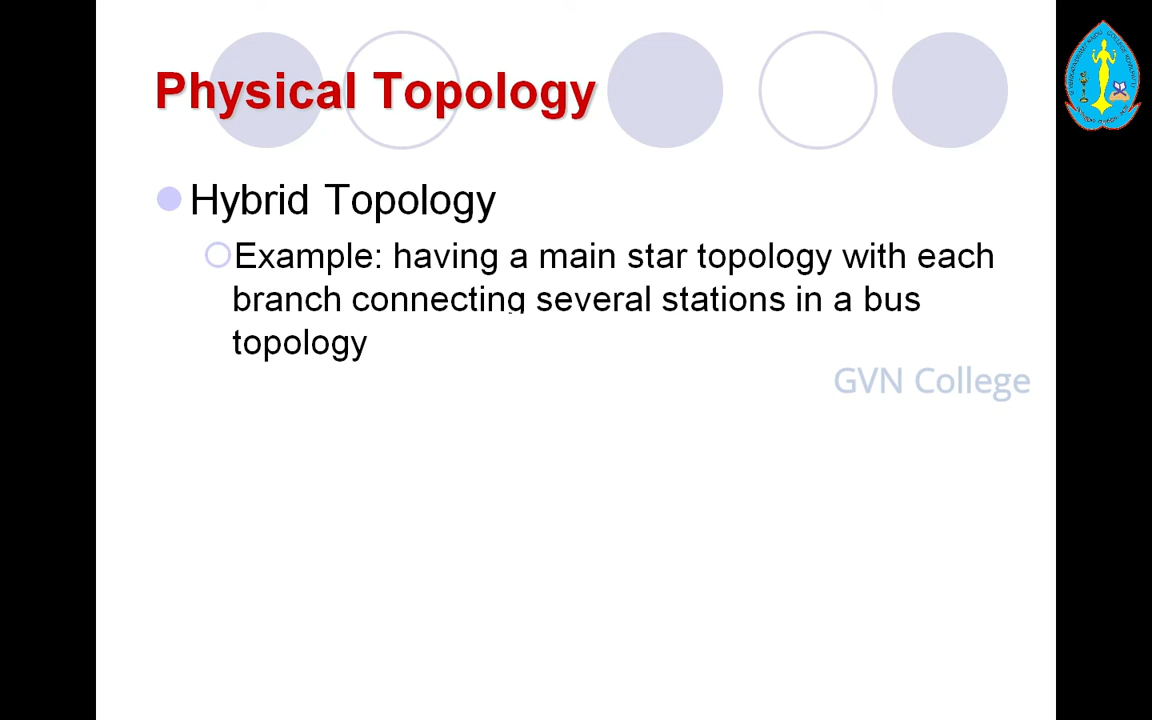 Physical Topology
Hybrid Topology
Example: having a main star topology with each
branch connecting several stations in a bus
topology
GVN College